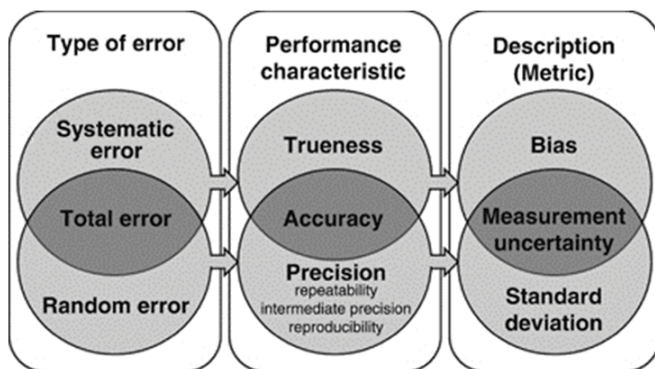 Type of error
Systematic
error
Total error
Random error
Performance
characteristic
Trueness
Accuracy
Precision
repeatability
intermediate precision
reproducibility
Description
(Metric)
Bias
Measurement
uncertainty
Standard
deviation